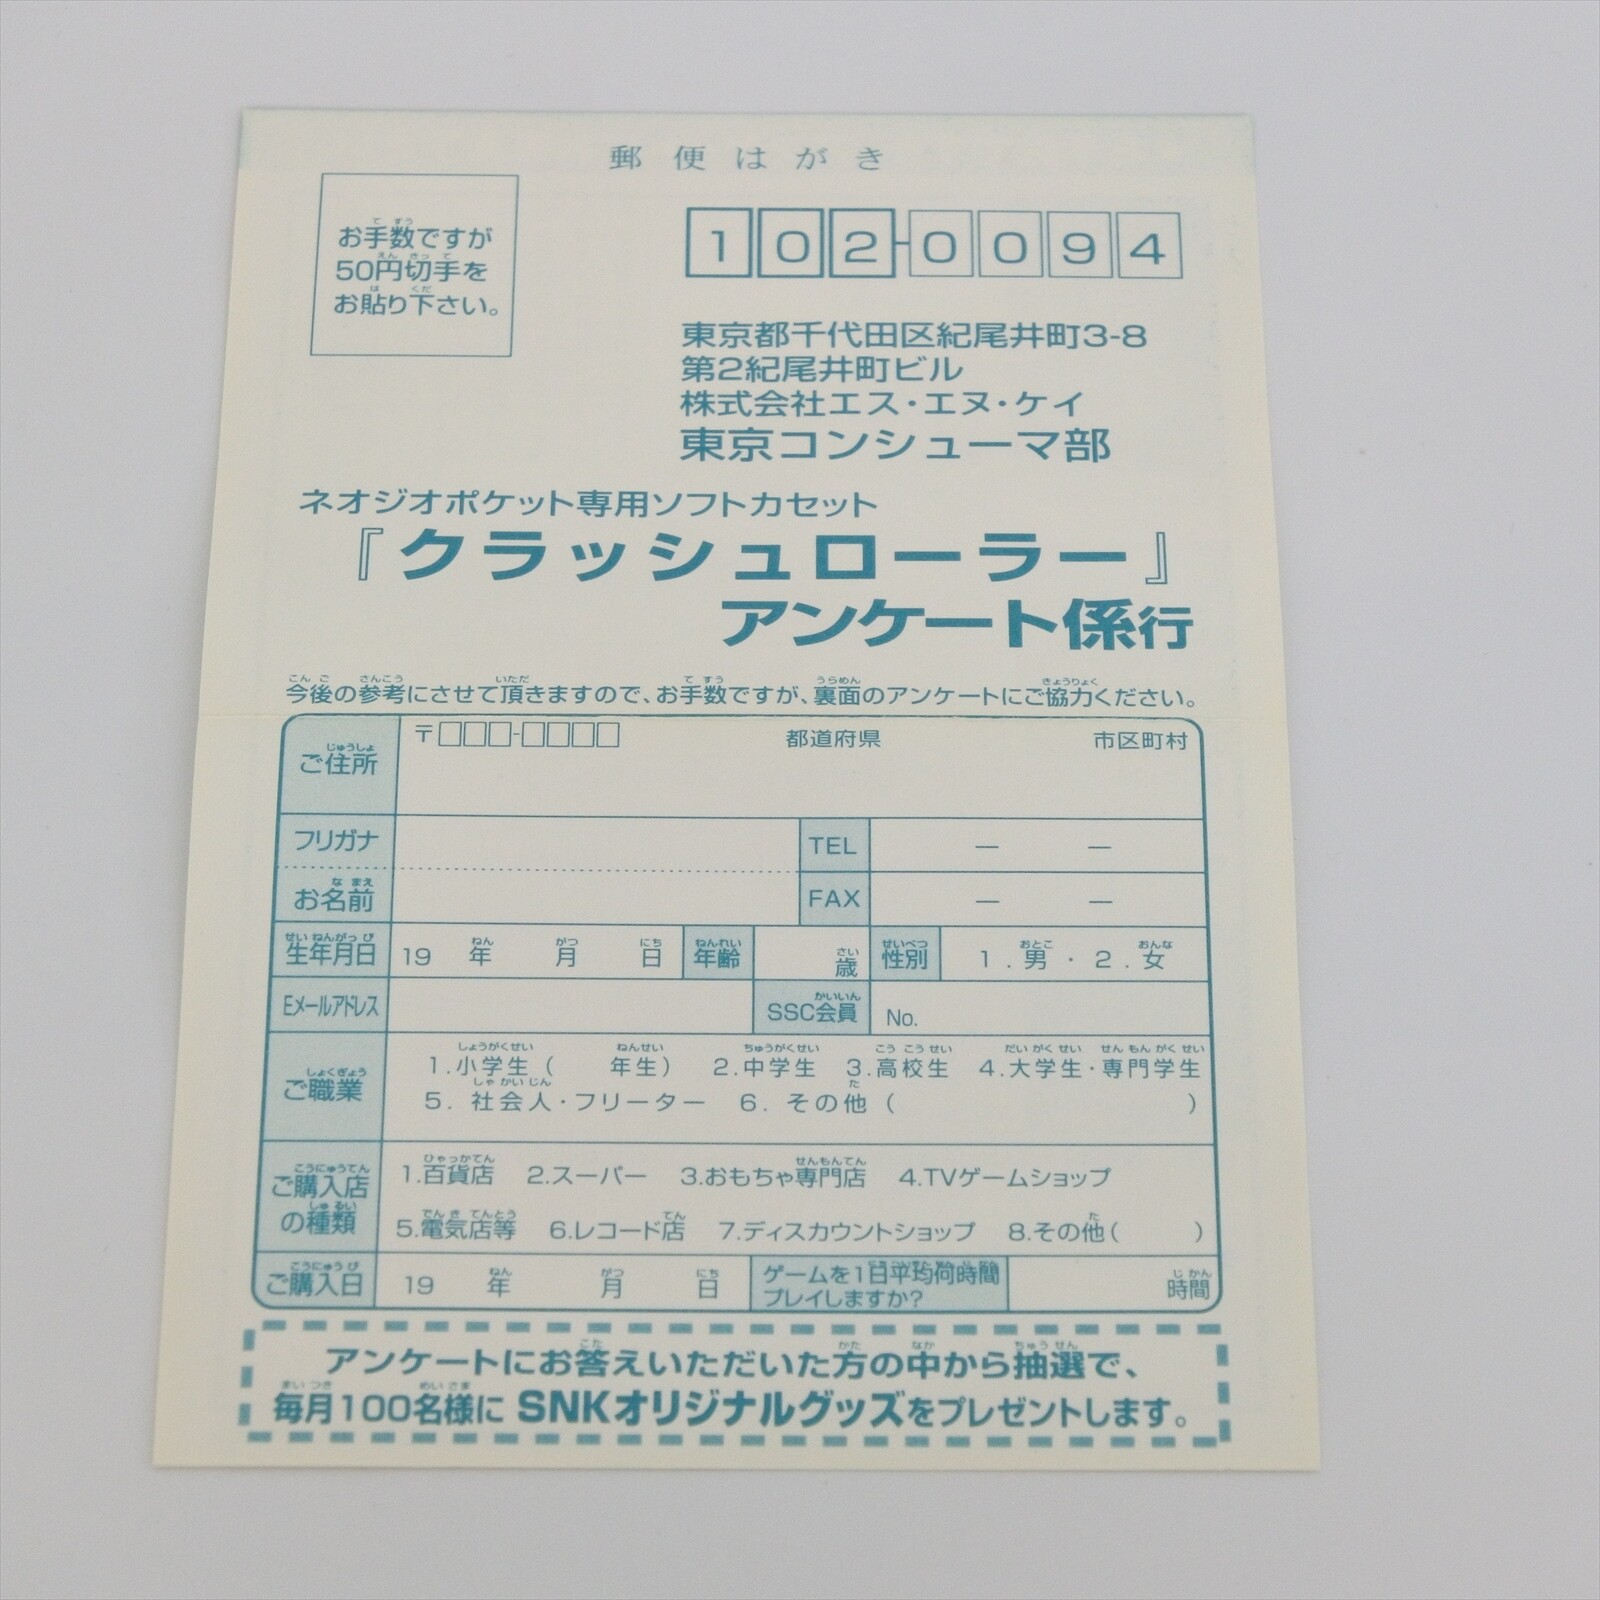 郵便はがき
お手数ですが
50円切手を
お貼り下さい。
102-0094
東京都千代田区紀尾井町3-8
第2紀尾井町ビル
株式会社エス・エヌ・ケイ
東京コンシューマ部
ネオジオポケット専用ソフトカセット
『クラッシュローラー』
アンケート係行
今後の参考にさせて頂きますので、お手数ですが、裏面のアンケートにご協力ください。
ご住所 〒□□□-□□□□ 都道府県 市区町村
フリガナ TEL — —
お名前 FAX — —
生年月日 19 年 月 日 年齢 歳 性別 1.男・2.女
Eメールアドレス SSC会員 No.
ご職業 1.小学生( 年生) 2.中学生 3.高校生 4.大学生・専門学生
5.社会人・フリーター 6.その他( )
ご購入店の種類 1.百貨店 2.スーパー 3.おもちゃ専門店 4.TVゲームショップ
5.電気店等 6.レコード店 7.ディスカウントショップ 8.その他( )
ご購入日 19 年 月 日 ゲームを1日平均何時間プレイしますか? 時間
アンケートにお答えいただいた方の中から抽選で、
毎月100名様にSNKオリジナルグッズをプレゼントします。